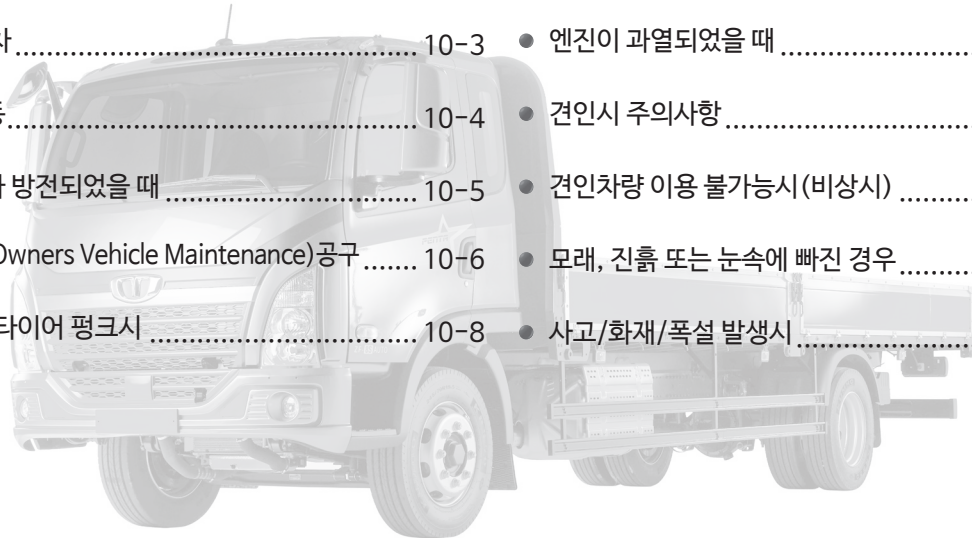 차 ........................................................ 10-3
등 ........................................................ 10-4
방전되었을 때 ........................................ 10-5
Owners Vehicle Maintenance)공구 ....... 10-6
타이어 펑크시 ........................................ 10-8
● 엔진이 과열되었을 때 ........................
● 견인시 주의사항 ................................
● 견인차량 이용 불가능시(비상시) ..........
● 모래, 진흙 또는 눈속에 빠진 경우 ..........
● 사고/화재/폭설 발생시 ........................